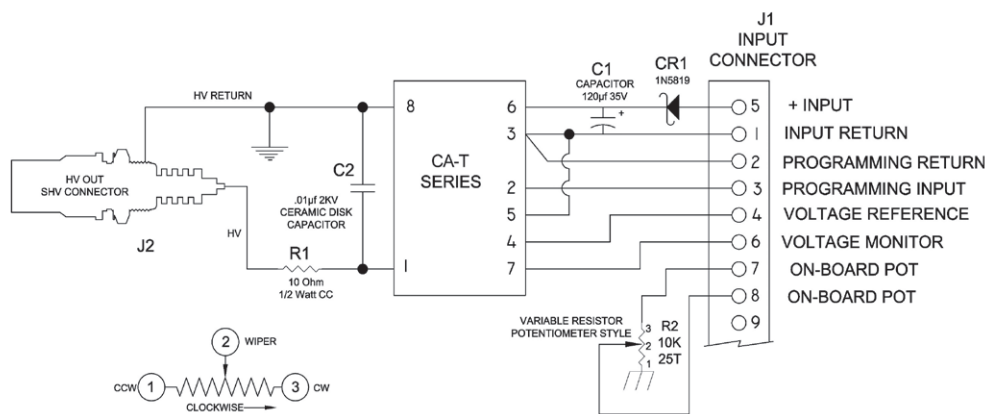 J1
INPUT
CONNECTOR
C1
CAPACITOR
120µf 35V
CR1
1N5819
HV RETURN
8
6
5
+ INPUT
+
3
1
INPUT RETURN
CA-T
SERIES
2
PROGRAMMING RETURN
HV OUT
SHV CONNECTOR
C2
.01µf 2KV
CERAMIC DISK
CAPACITOR
2
3
PROGRAMMING INPUT
5
4
VOLTAGE REFERENCE
J2
HV
4
6
VOLTAGE MONITOR
R1
10 Ohm
1/2 Watt CC
1
7
7
ON-BOARD POT
8
ON-BOARD POT
9
VARIABLE RESISTOR
POTENTIOMETER STYLE
3
2
1
R2
10K
25T
2
WIPER
CCW
1
3
CW
CLOCKWISE